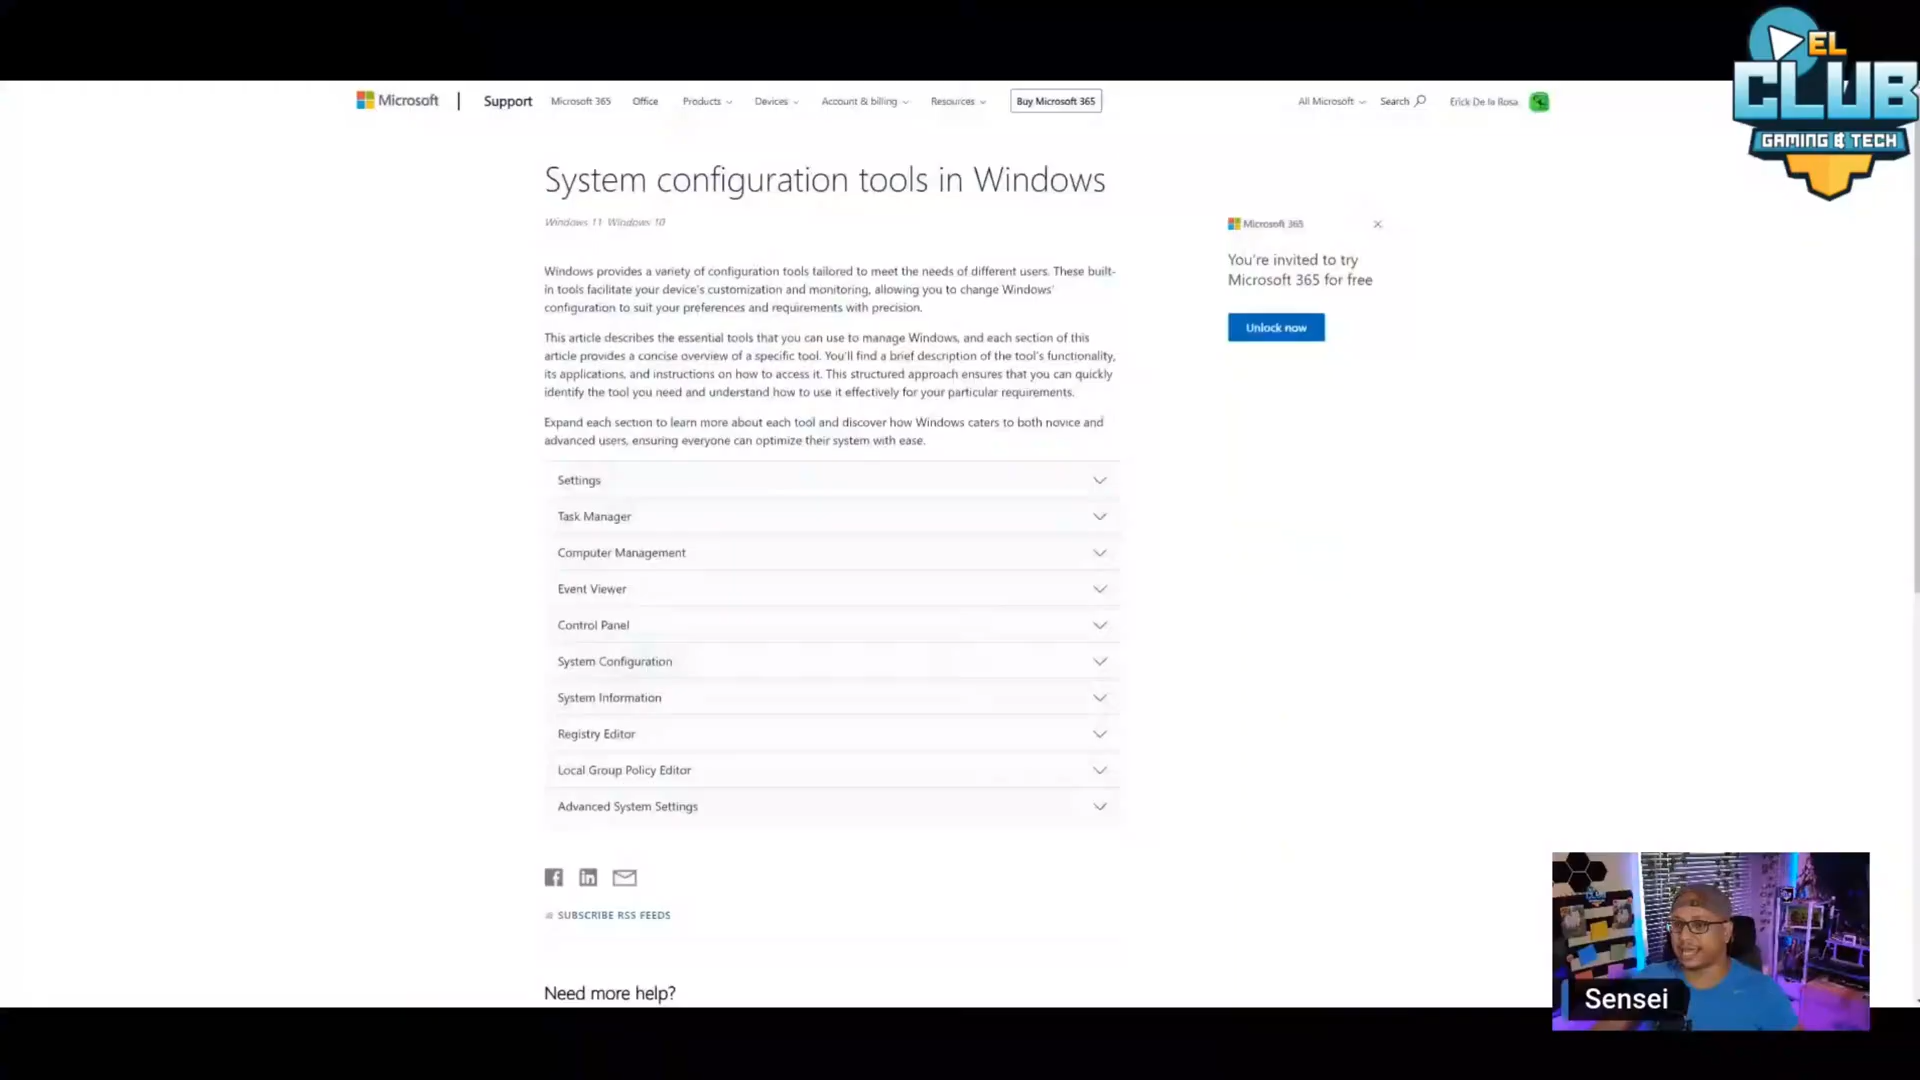 EL
CLUB
GAMING & TECH
Microsoft | Support Microsoft 365 Office Products Devices Account & billing Resources Buy Microsoft 365 All Microsoft Search Erick De la Rosa
System configuration tools in Windows
Windows 11 Windows 10
Windows provides a variety of configuration tools tailored to meet the needs of different users. These built-
in tools facilitate your device's customization and monitoring, allowing you to change Windows'
configuration to suit your preferences and requirements with precision.
This article describes the essential tools that you can use to manage Windows, and each section of this
article provides a concise overview of a specific tool. You'll find a brief description of the tool's functionality,
its applications, and instructions on how to access it. This structured approach ensures that you can quickly
identify the tool you need and understand how to use it effectively for your particular requirements.
Expand each section to learn more about each tool and discover how Windows caters to both novice and
advanced users, ensuring everyone can optimize their system with ease.
Settings
Task Manager
Computer Management
Event Viewer
Control Panel
System Configuration
System Information
Registry Editor
Local Group Policy Editor
Advanced System Settings
SUBSCRIBE RSS FEEDS
Need more help?
Microsoft 365
You're invited to try
Microsoft 365 for free
Unlock now
Sensei